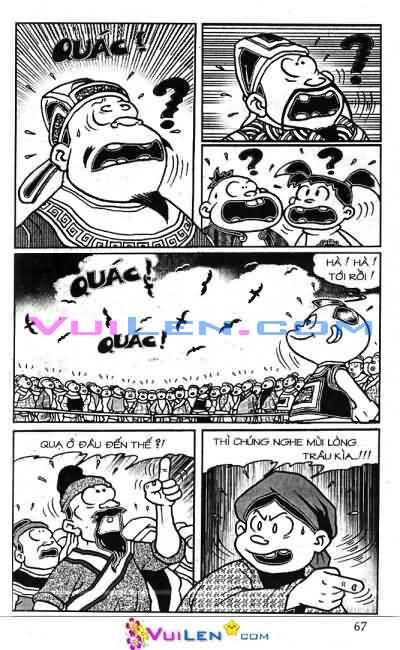 QUÁC!
?
?
?
?
QUÁC!
HÀ! HÀ!
TỚI RỒI!
VUILEN.COM
QUÁC!
QUẠ Ở ĐÂU ĐẾN THẾ?!
THÌ CHÚNG NGHE MÙI LÒNG
TRÂU KÌA...!!!
67
VUILEN COM